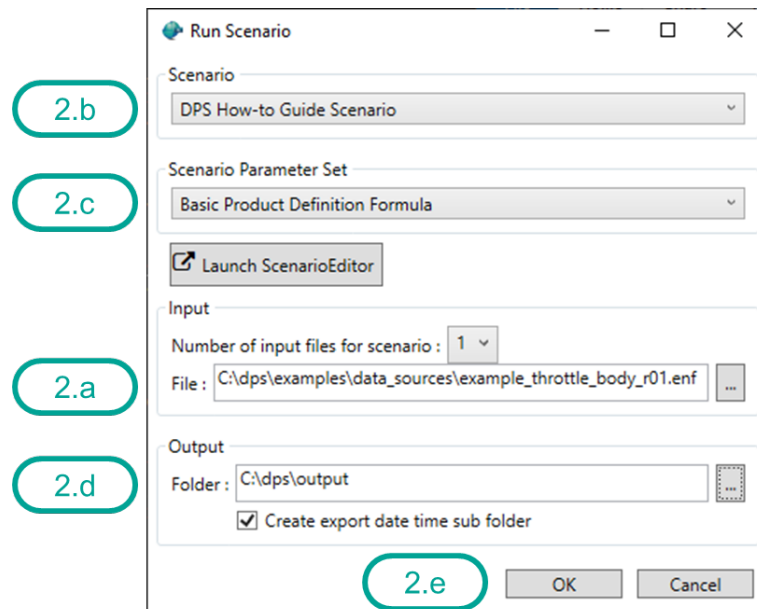 Run Scenario
Scenario
2.b
DPS How-to Guide Scenario
Scenario Parameter Set
2.c
Basic Product Definition Formula
Launch ScenarioEditor
Input
Number of input files for scenario : 1
2.a
File : C:\dps\examples\data_sources\example_throttle_body_r01.enf ...
Output
2.d
Folder : C:\dps\output ...
Create export date time sub folder
2.e
OK Cancel